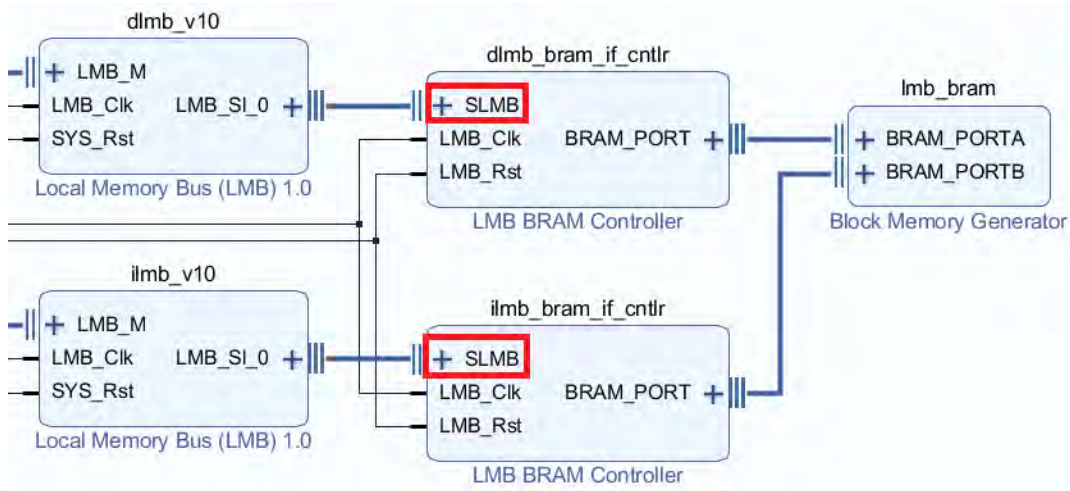 dlmb_v10
LMB_M
LMB_Clk LMB_Sl_0
SYS_Rst
Local Memory Bus (LMB) 1.0
dlmb_bram_if_cntlr
SLMB
LMB_Clk BRAM_PORT
LMB_Rst
LMB BRAM Controller
lmb_bram
BRAM_PORTA
BRAM_PORTB
Block Memory Generator
ilmb_v10
LMB_M
LMB_Clk LMB_Sl_0
SYS_Rst
Local Memory Bus (LMB) 1.0
ilmb_bram_if_cntlr
SLMB
LMB_Clk BRAM_PORT
LMB_Rst
LMB BRAM Controller